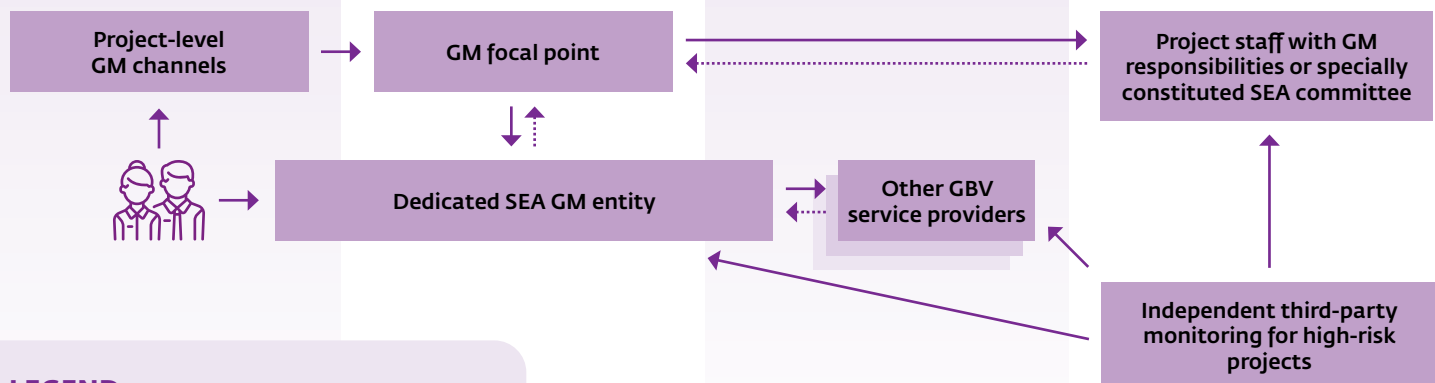 Project-level
GM channels
GM focal point
Project staff with GM
responsibilities or specially
constituted SEA committee
Dedicated SEA GM entity
Other GBV
service providers
Independent third-party
monitoring for high-risk
projects
LEGEND